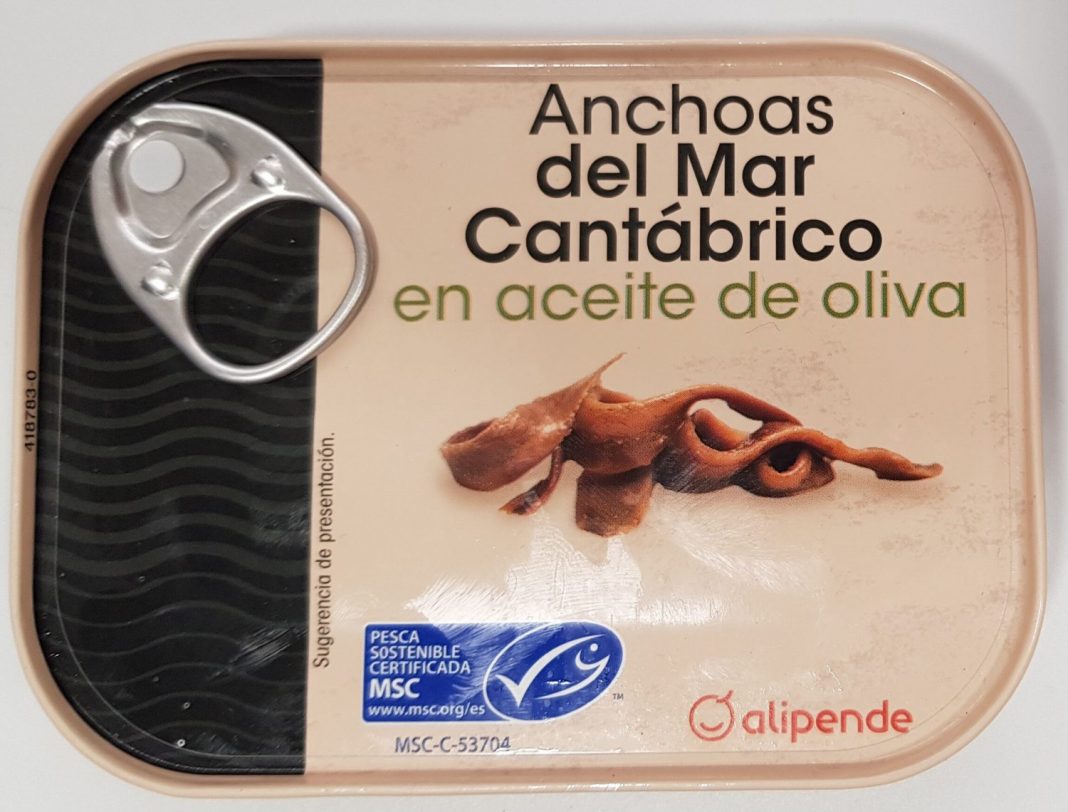 Anchoas
del Mar
Cantábrico
en aceite de oliva
418783-0
Sugerencia de presentación.
PESCA
SOSTENIBLE
CERTIFICADA
MSC
www.msc.org/es
TM
MSC-C-53704
alipende